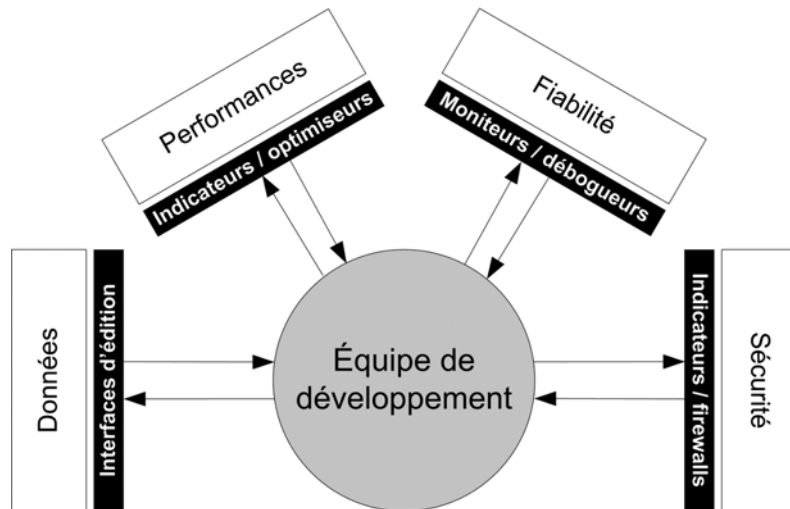 Performances
Indicateurs / optimiseurs
Fiabilité
Moniteurs / débogueurs
Données
Interfaces d'édition
Équipe de
développement
Indicateurs / firewalls
Sécurité